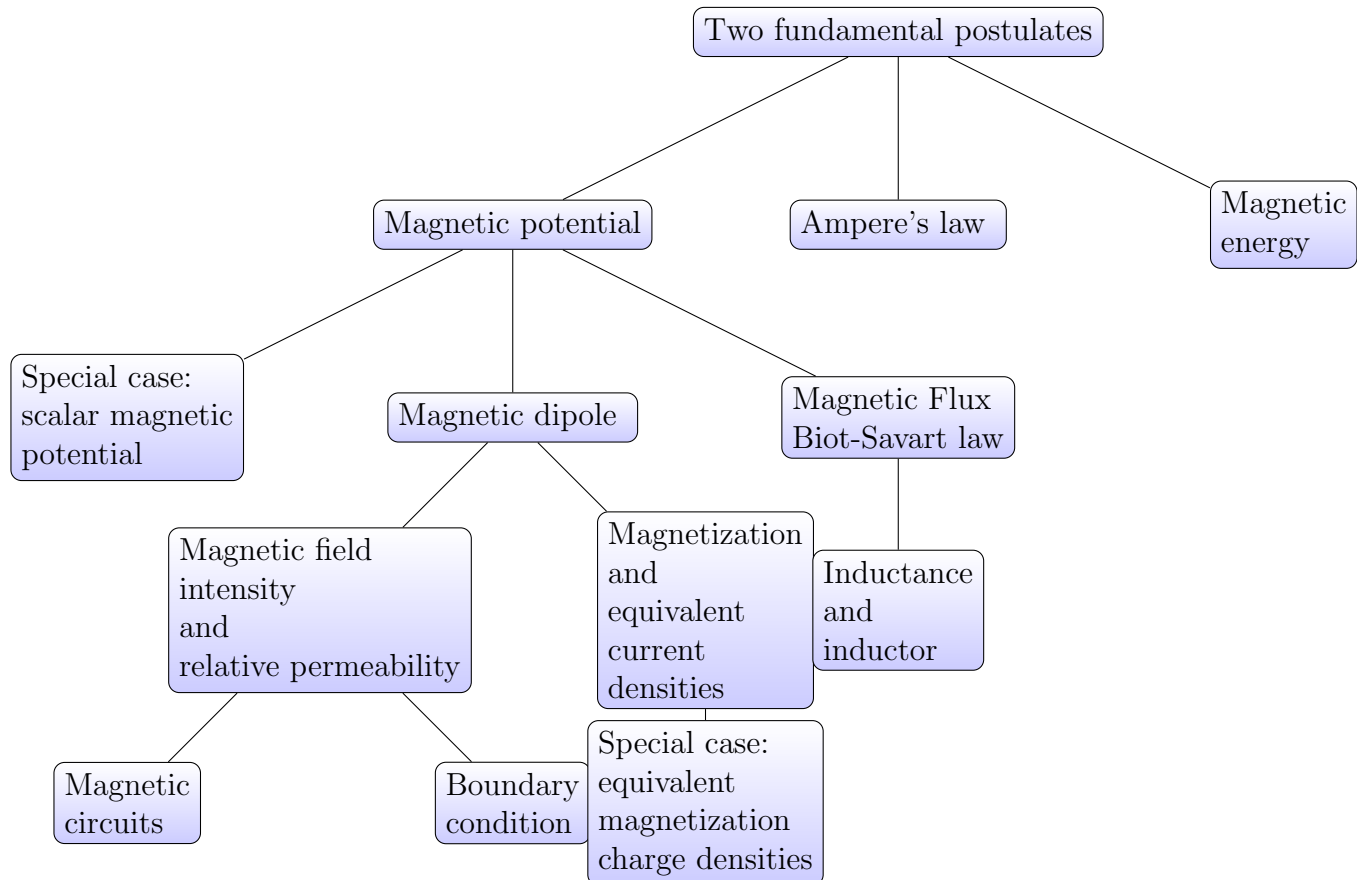 Two fundamental postulates
Magnetic potential
Ampere's law
Magnetic
energy
Special case:
scalar magnetic
potential
Magnetic dipole
Magnetic Flux
Biot-Savart law
Magnetic field
intensity
and
relative permeability
Magnetization
and
equivalent
current
densities
Inductance
and
inductor
Magnetic
circuits
Boundary
condition
Special case:
equivalent
magnetization
charge densities